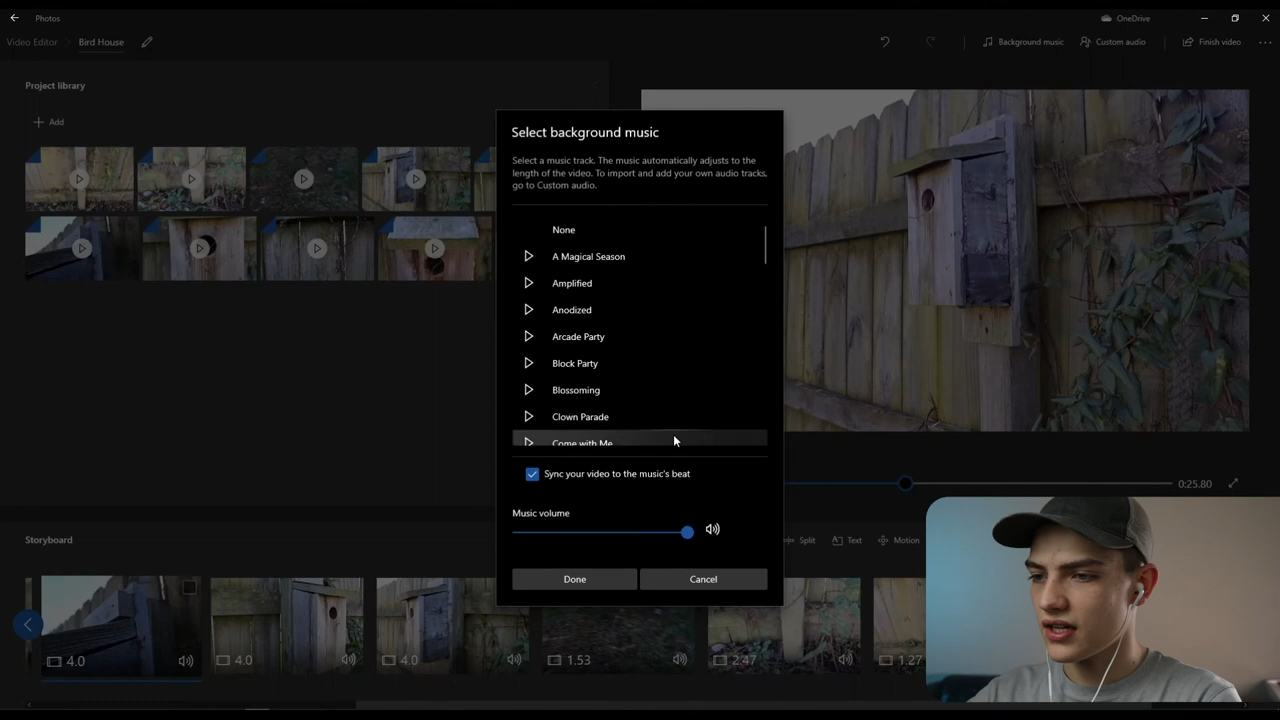 Photos
OneDrive
Video Editor
Bird House
Background music
Custom audio
Finish video
Project library
Add
Select background music
Select a music track. The music automatically adjusts to the
length of the video. To import and add your own audio tracks,
go to Custom audio.
None
A Magical Season
Amplified
Anodized
Arcade Party
Block Party
Blossoming
Clown Parade
Come with Me
Sync your video to the music's beat
0:25.80
Music volume
Storyboard
Split
Text
Motion
Done
Cancel
4.0
4.0
4.0
1.53
2.47
1.27